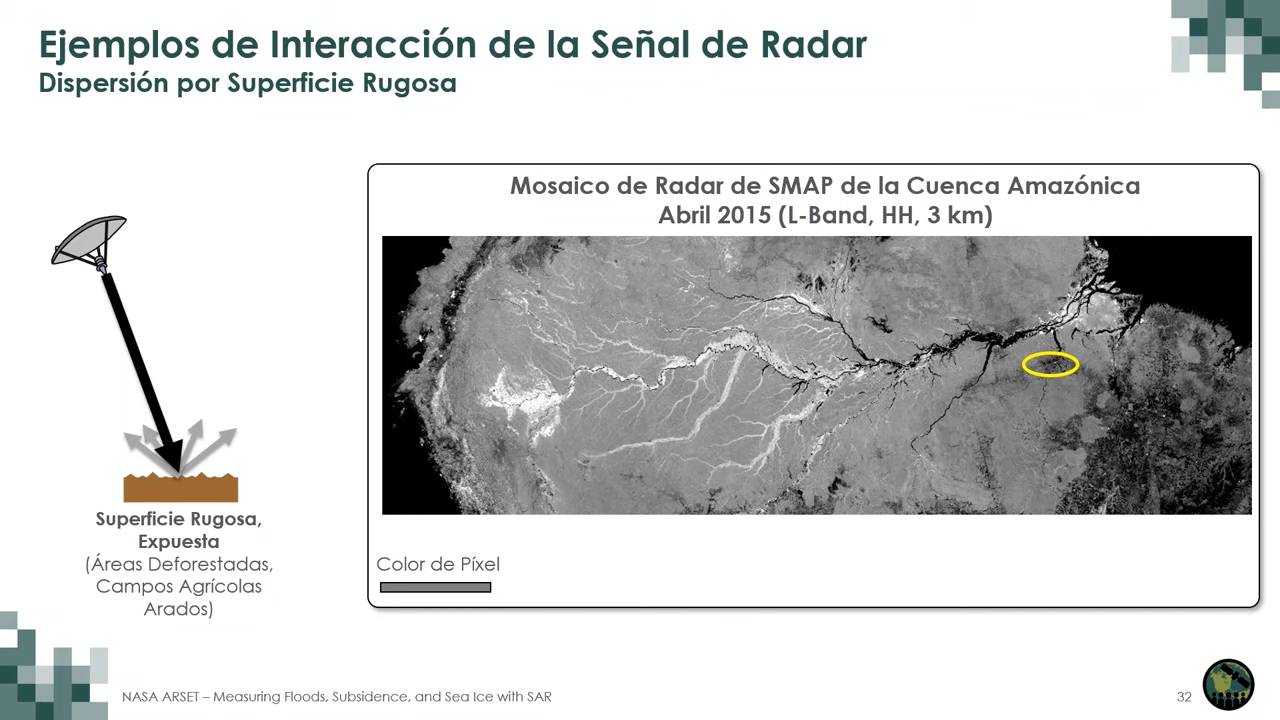 Ejemplos de Interacción de la Señal de Radar
Dispersión por Superficie Rugosa
Mosaico de Radar de SMAP de la Cuenca Amazónica
Abril 2015 (L-Band, HH, 3 km)
Superficie Rugosa,
Expuesta
(Áreas Deforestadas,
Campos Agrícolas
Arados)
Color de Píxel
NASA ARSET – Measuring Floods, Subsidence, and Sea Ice with SAR
32